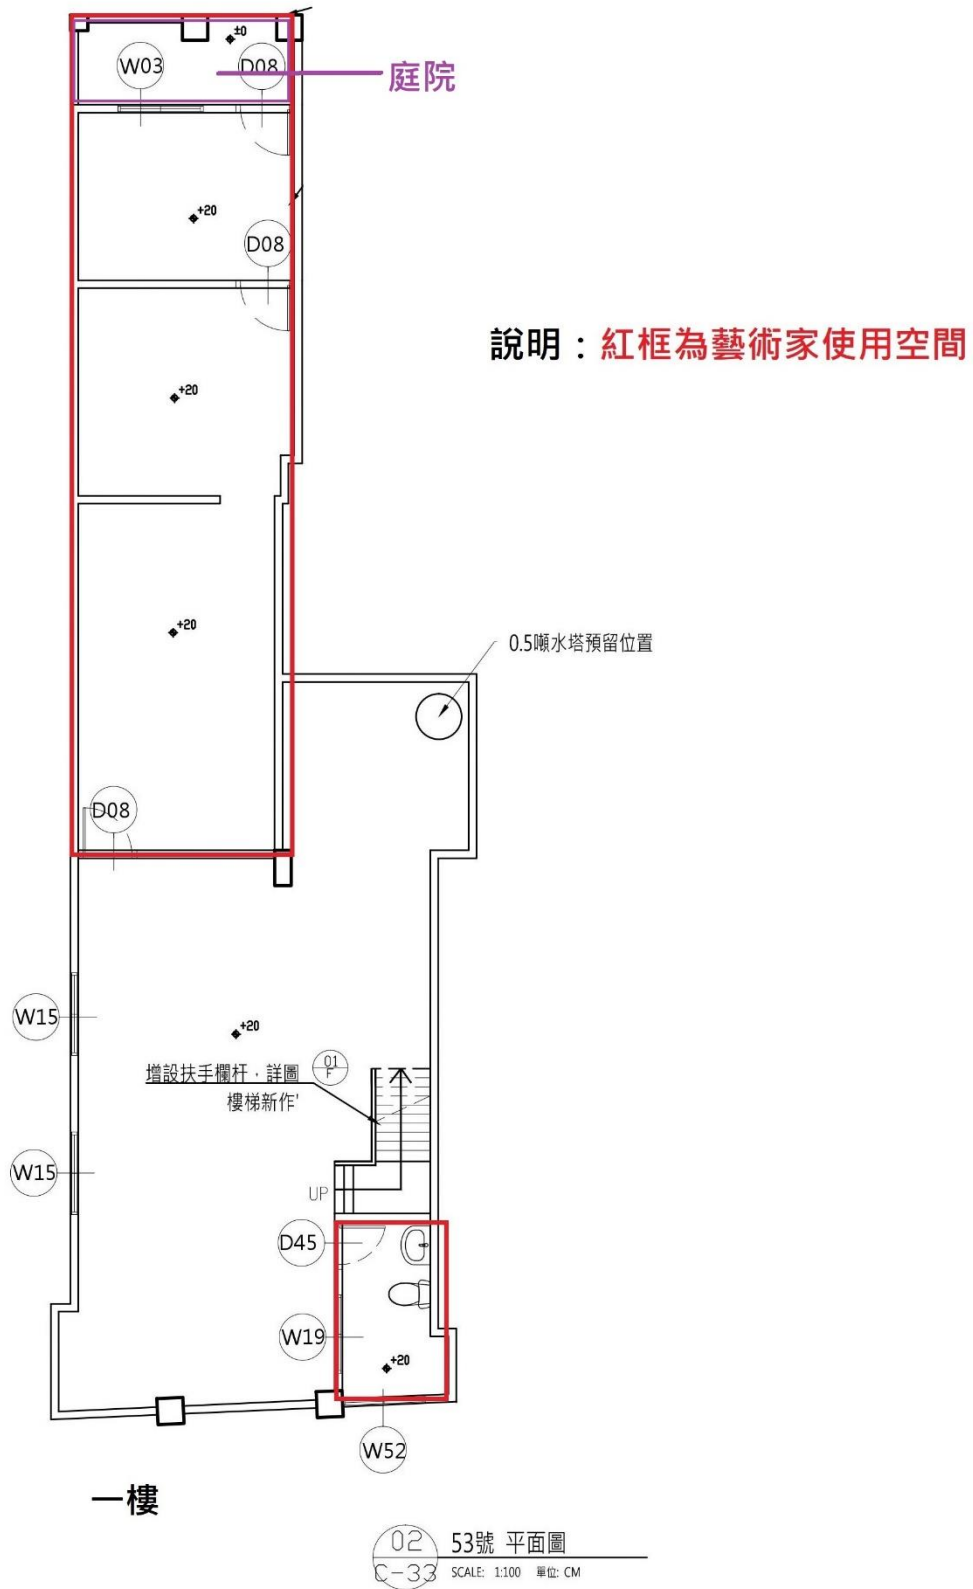 ±0
W03
D08
庭院
+20
D08
說明：紅框為藝術家使用空間
+20
+20
0.5噸水塔預留位置
D08
W15
+20
增設扶手欄杆，詳圖
01
F
樓梯新作'
W15
UP
D45
W19
+20
W52
一樓
02
C-33
53號 平面圖
SCALE: 1:100 單位: CM